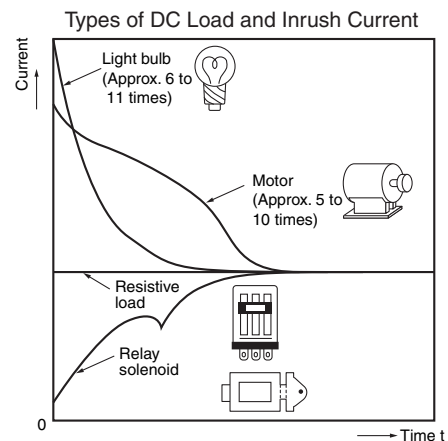 Types of DC Load and Inrush Current
Current
Light bulb
(Approx. 6 to
11 times)
Motor
(Approx. 5 to
10 times)
Resistive
load
Relay
solenoid
0
Time t